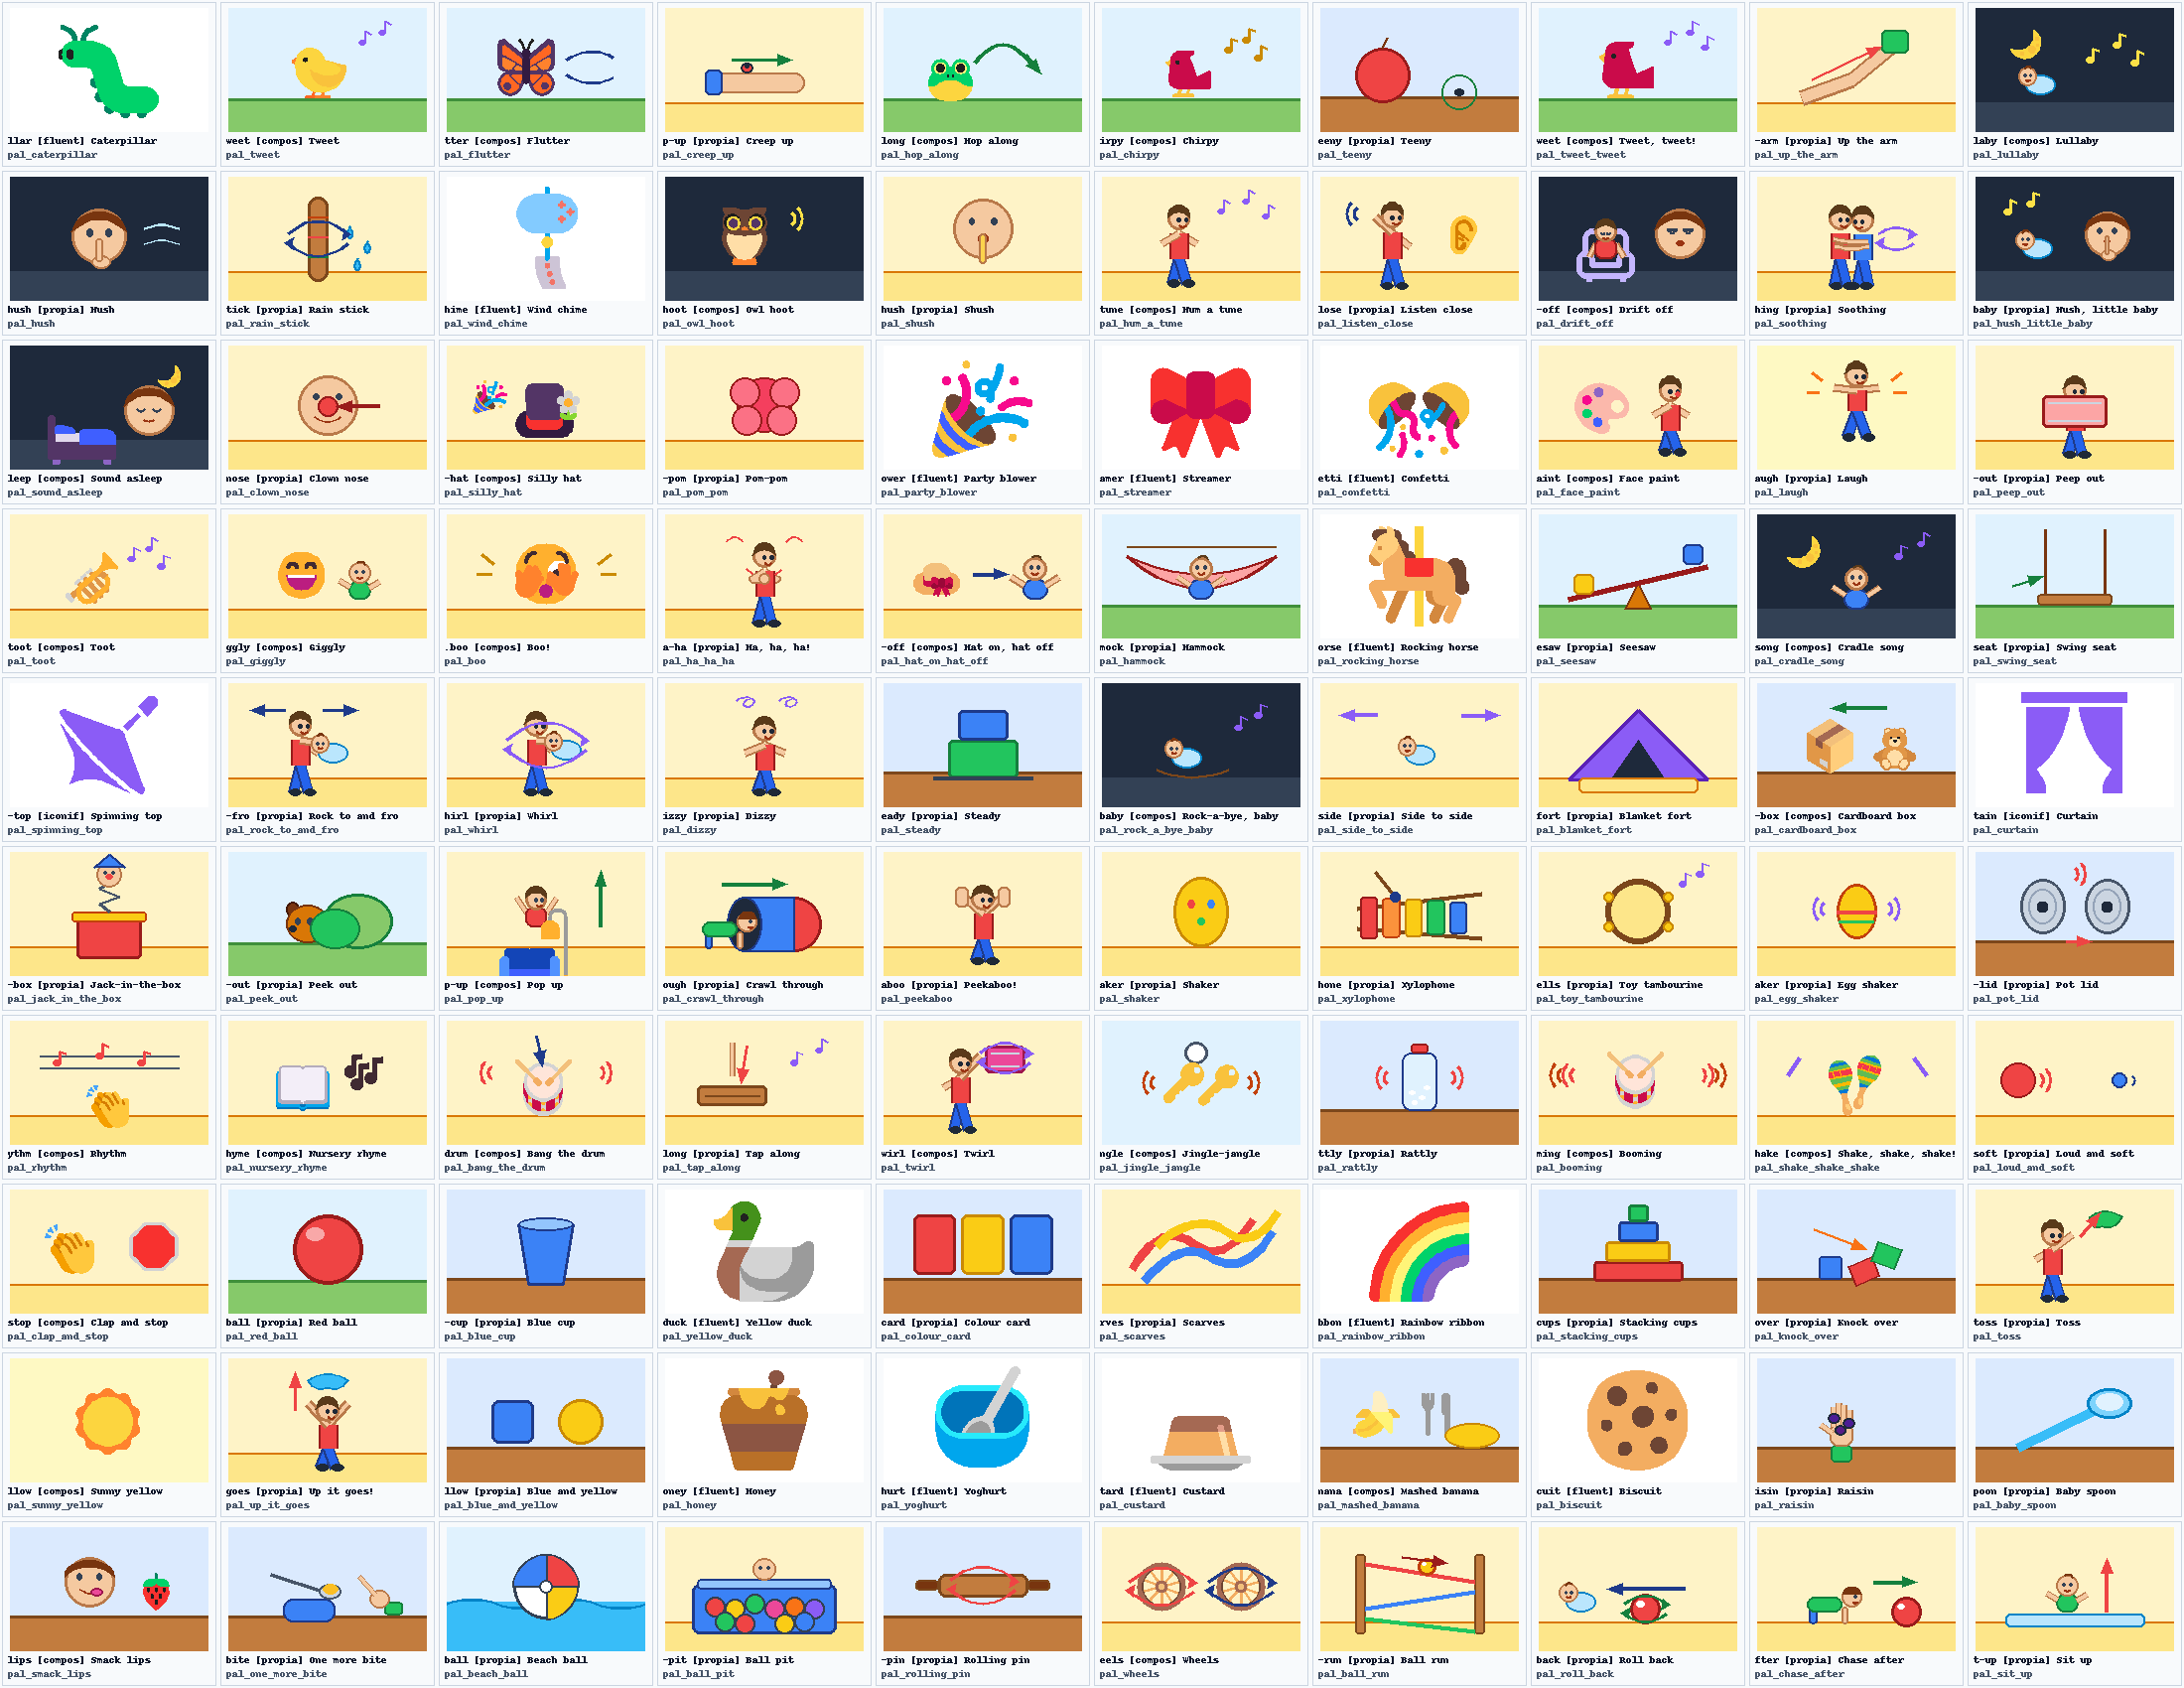 llar [fluent] Caterpillar
pal_caterpillar
weet [compos] Tweet
pal_tweet
tter [compos] Flutter
pal_flutter
p-up [propia] Creep up
pal_creep_up
long [compos] Hop along
pal_hop_along
irpy [compos] Chirpy
pal_chirpy
eeny [propia] Teeny
pal_teeny
weet [compos] Tweet, tweet!
pal_tweet_tweet
-arm [propia] Up the arm
pal_up_the_arm
laby [compos] Lullaby
pal_lullaby
hush [propia] Hush
pal_hush
tick [propia] Rain stick
pal_rain_stick
hime [fluent] Wind chime
pal_wind_chime
hoot [compos] Owl hoot
pal_owl_hoot
hush [propia] Shush
pal_shush
tune [compos] Hum a tune
pal_hum_a_tune
lose [propia] Listen close
pal_listen_close
-off [compos] Drift off
pal_drift_off
hing [propia] Soothing
pal_soothing
baby [propia] Hush, little baby
pal_hush_little_baby
leep [compos] Sound asleep
pal_sound_asleep
nose [propia] Clown nose
pal_clown_nose
-hat [compos] Silly hat
pal_silly_hat
-pom [propia] Pom-pom
pal_pom_pom
ower [fluent] Party blower
pal_party_blower
amer [fluent] Streamer
pal_streamer
etti [fluent] Confetti
pal_confetti
aint [compos] Face paint
pal_face_paint
augh [propia] Laugh
pal_laugh
-out [propia] Peep out
pal_peep_out
toot [compos] Toot
pal_toot
ggly [compos] Giggly
pal_giggly
.boo [compos] Boo!
pal_boo
a-ha [propia] Ha, ha, ha!
pal_ha_ha_ha
-off [compos] Hat on, hat off
pal_hat_on_hat_off
mock [propia] Hammock
pal_hammock
orse [fluent] Rocking horse
pal_rocking_horse
esaw [propia] Seesaw
pal_seesaw
song [compos] Cradle song
pal_cradle_song
seat [propia] Swing seat
pal_swing_seat
-top [iconif] Spinning top
pal_spinning_top
-fro [propia] Rock to and fro
pal_rock_to_and_fro
hirl [propia] Whirl
pal_whirl
izzy [propia] Dizzy
pal_dizzy
eady [propia] Steady
pal_steady
baby [compos] Rock-a-bye, baby
pal_rock_a_bye_baby
side [propia] Side to side
pal_side_to_side
fort [propia] Blanket fort
pal_blanket_fort
-box [compos] Cardboard box
pal_cardboard_box
tain [iconif] Curtain
pal_curtain
-box [propia] Jack-in-the-box
pal_jack_in_the_box
-out [propia] Peek out
pal_peek_out
p-up [compos] Pop up
pal_pop_up
ough [propia] Crawl through
pal_crawl_through
aboo [propia] Peekaboo!
pal_peekaboo
aker [propia] Shaker
pal_shaker
hone [propia] Xylophone
pal_xylophone
ells [propia] Toy tambourine
pal_toy_tambourine
aker [propia] Egg shaker
pal_egg_shaker
-lid [propia] Pot lid
pal_pot_lid
ythm [compos] Rhythm
pal_rhythm
hyme [compos] Nursery rhyme
pal_nursery_rhyme
drum [compos] Bang the drum
pal_bang_the_drum
long [propia] Tap along
pal_tap_along
wirl [compos] Twirl
pal_twirl
ngle [compos] Jingle-jangle
pal_jingle_jangle
ttly [propia] Rattly
pal_rattly
ming [compos] Booming
pal_booming
hake [compos] Shake, shake, shake!
pal_shake_shake_shake
soft [propia] Loud and soft
pal_loud_and_soft
stop [compos] Clap and stop
pal_clap_and_stop
ball [propia] Red ball
pal_red_ball
-cup [propia] Blue cup
pal_blue_cup
duck [fluent] Yellow duck
pal_yellow_duck
card [propia] Colour card
pal_colour_card
rves [propia] Scarves
pal_scarves
bbon [fluent] Rainbow ribbon
pal_rainbow_ribbon
cups [propia] Stacking cups
pal_stacking_cups
over [propia] Knock over
pal_knock_over
toss [propia] Toss
pal_toss
llow [compos] Sunny yellow
pal_sunny_yellow
goes [propia] Up it goes!
pal_up_it_goes
llow [propia] Blue and yellow
pal_blue_and_yellow
oney [fluent] Honey
pal_honey
hurt [fluent] Yoghurt
pal_yoghurt
tard [fluent] Custard
pal_custard
nana [compos] Mashed banana
pal_mashed_banana
cuit [fluent] Biscuit
pal_biscuit
isin [propia] Raisin
pal_raisin
poon [propia] Baby spoon
pal_baby_spoon
lips [compos] Smack lips
pal_smack_lips
bite [propia] One more bite
pal_one_more_bite
ball [propia] Beach ball
pal_beach_ball
-pit [propia] Ball pit
pal_ball_pit
-pin [propia] Rolling pin
pal_rolling_pin
eels [compos] Wheels
pal_wheels
-run [propia] Ball run
pal_ball_run
back [propia] Roll back
pal_roll_back
fter [propia] Chase after
pal_chase_after
t-up [propia] Sit up
pal_sit_up